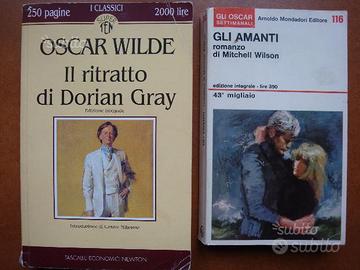 250 pagine
I CLASSICI
2000 lire
SUPER
TEN
OSCAR WILDE
Il ritratto
di Dorian Gray
Edizione integrale
TASCABILI ECONOMICI NEWTON
GLI OSCAR
SETTIMANALI
Arnoldo Mondadori Editore
116
GLI AMANTI
romanzo
di Mitchell Wilson
edizione integrale - lire 350
43° migliaio
subito
subito